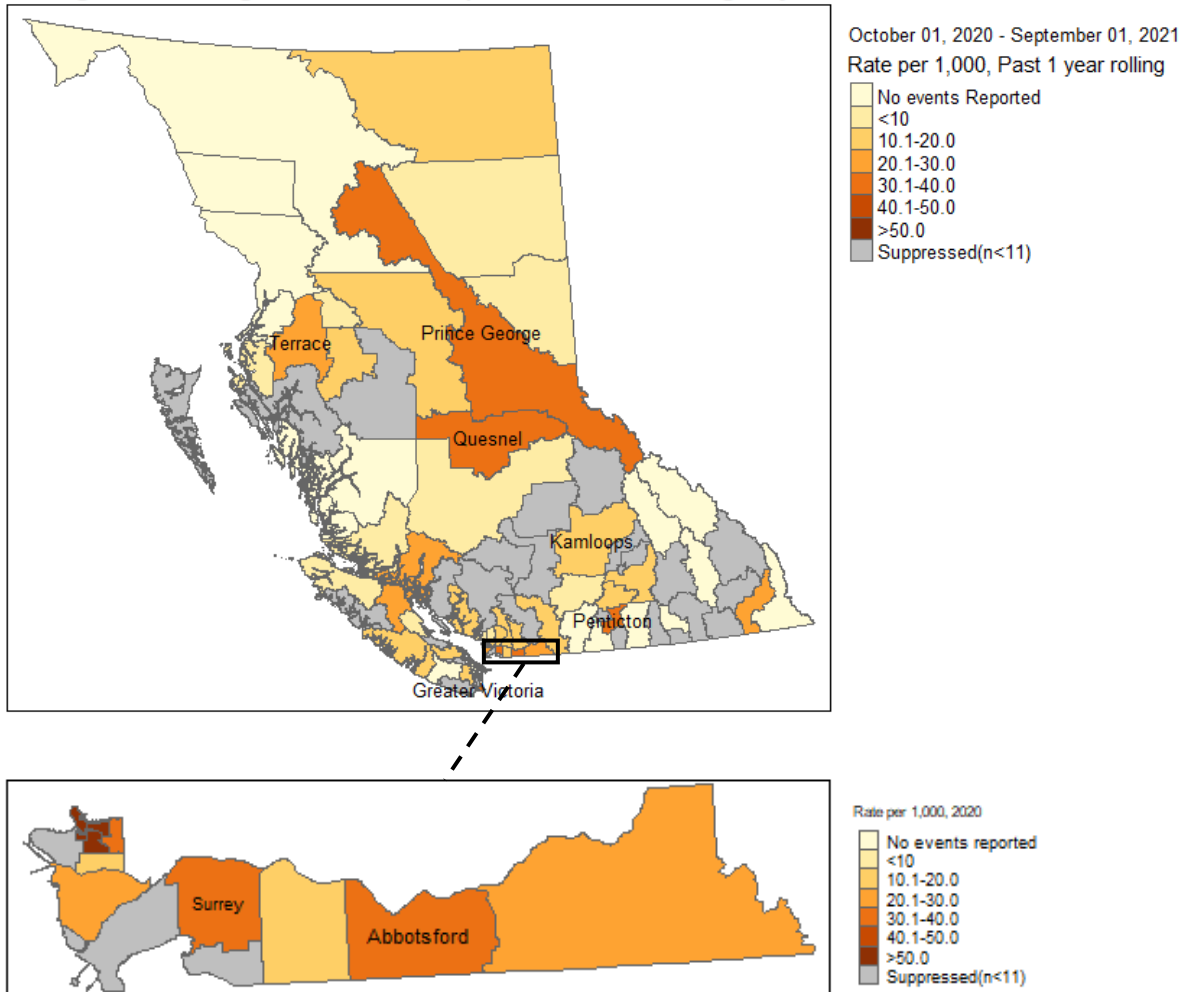 October 01, 2020 - September 01, 2021
Rate per 1,000, Past 1 year rolling
No events Reported
<10
10.1-20.0
20.1-30.0
30.1-40.0
40.1-50.0
>50.0
Suppressed(n<11)
Prince George
Terrace
Quesnel
Kamloops
Penticton
Greater Victoria
Rate per 1,000, 2020
No events reported
<10
10.1-20.0
20.1-30.0
30.1-40.0
40.1-50.0
>50.0
Suppressed(n<11)
Surrey
Abbotsford